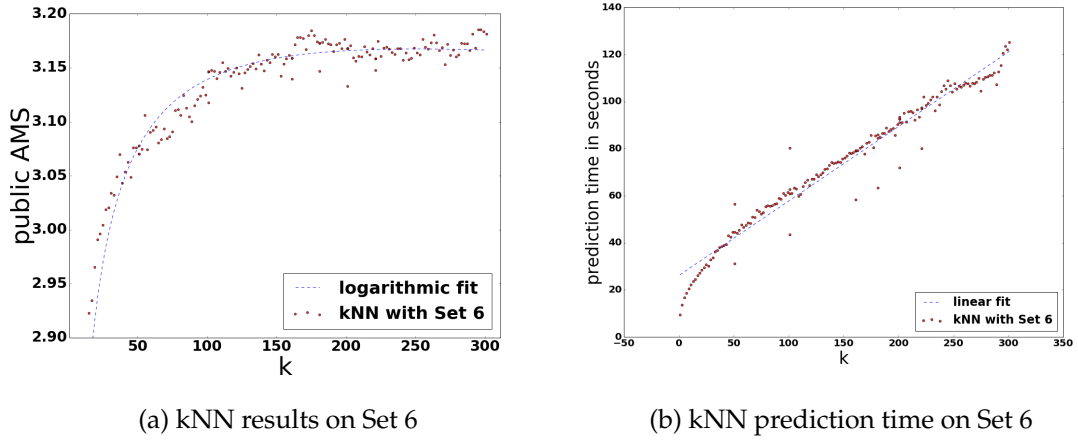 3.20
3.15
3.10
3.05
3.00
2.95
2.90
public AMS
50 100 150 200 250 300
k
logarithmic fit
kNN with Set 6
(a) kNN results on Set 6
140
120
100
80
60
40
20
0
prediction time in seconds
−50 0 50 100 150 200 250 300 350
k
linear fit
kNN with Set 6
(b) kNN prediction time on Set 6